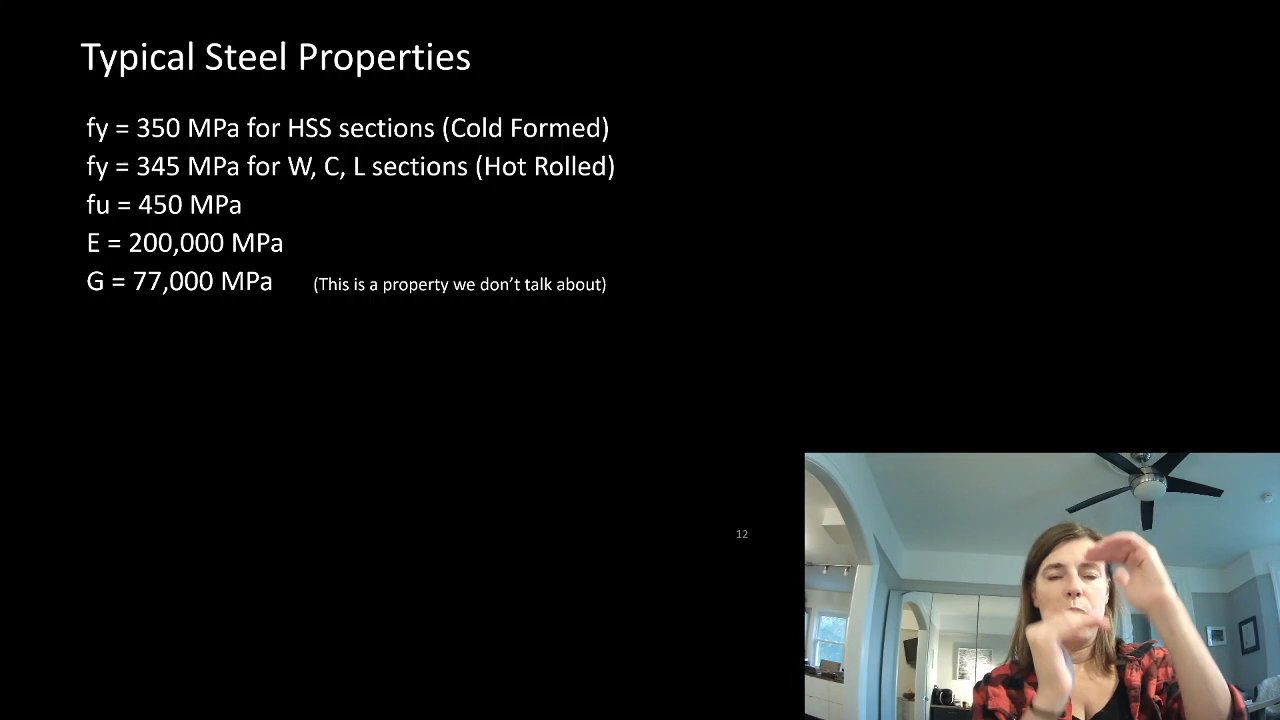 Typical Steel Properties
fy = 350 MPa for HSS sections (Cold Formed)
fy = 345 MPa for W, C, L sections (Hot Rolled)
fu = 450 MPa
E = 200,000 MPa
G = 77,000 MPa (This is a property we don’t talk about)
12